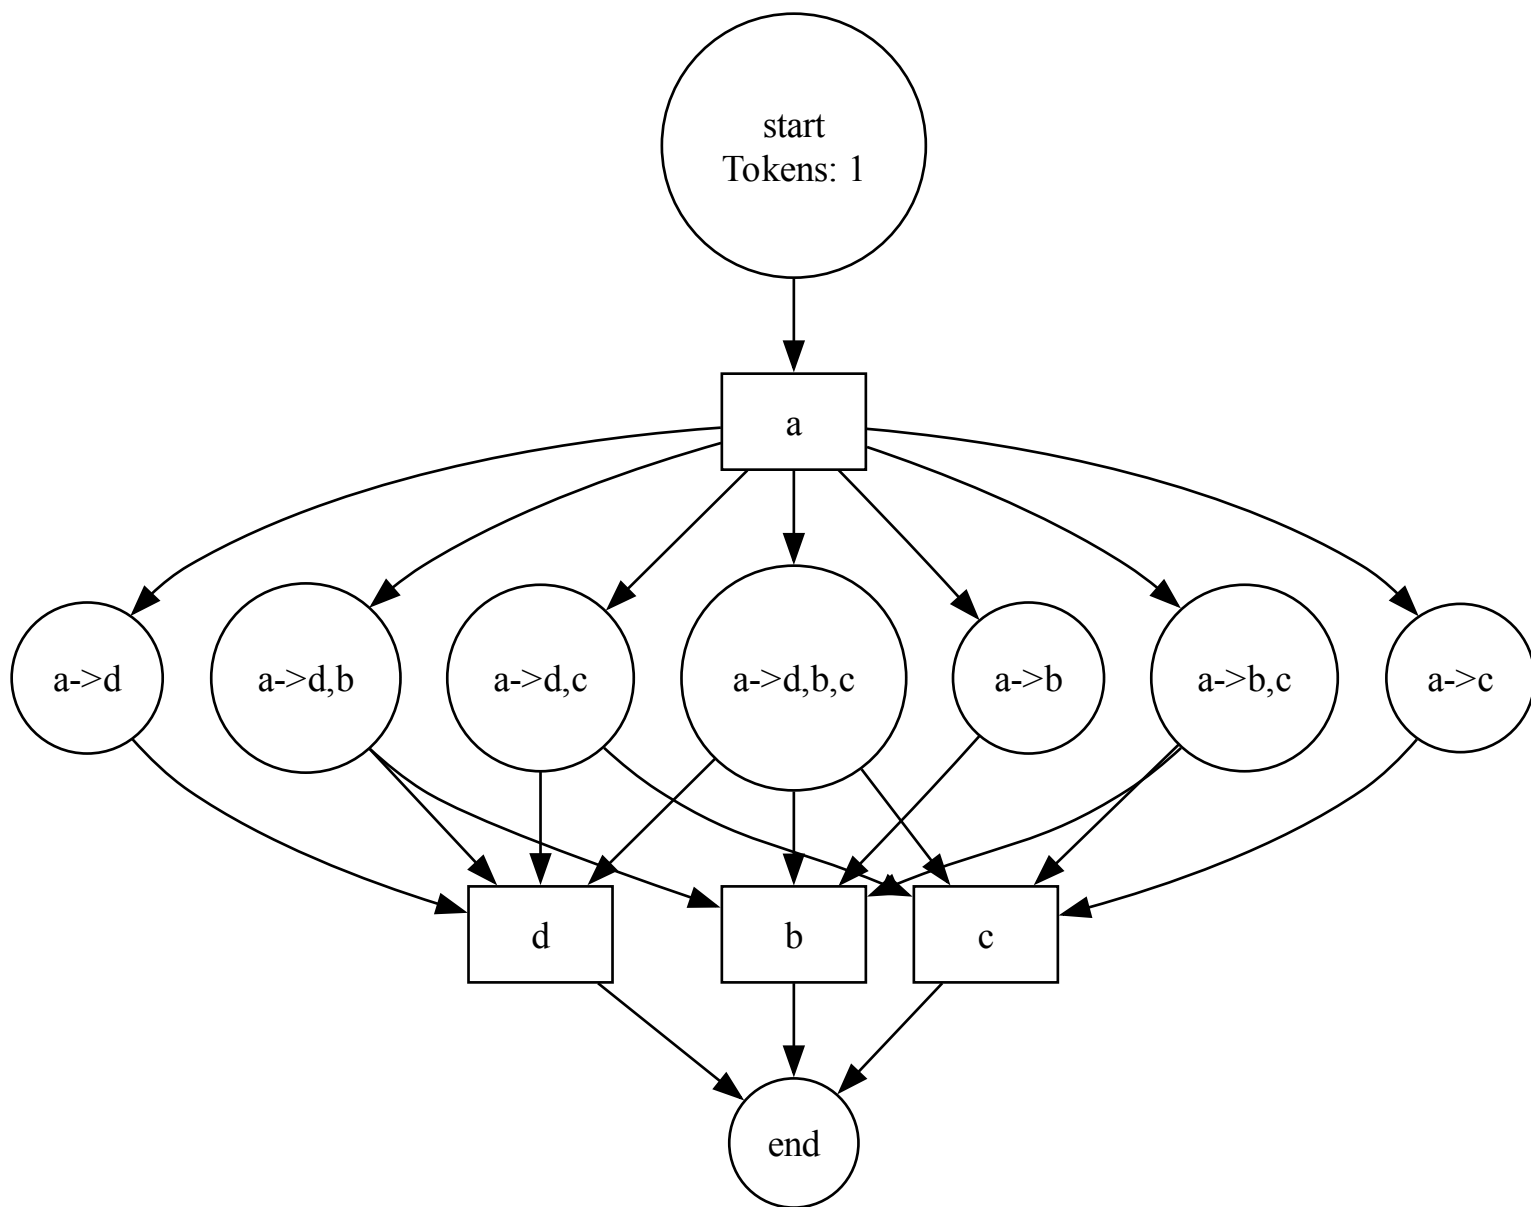 start
Tokens: 1
a
a->d
a->d,b
a->d,c
a->d,b,c
a->b
a->b,c
a->c
d
b
c
end